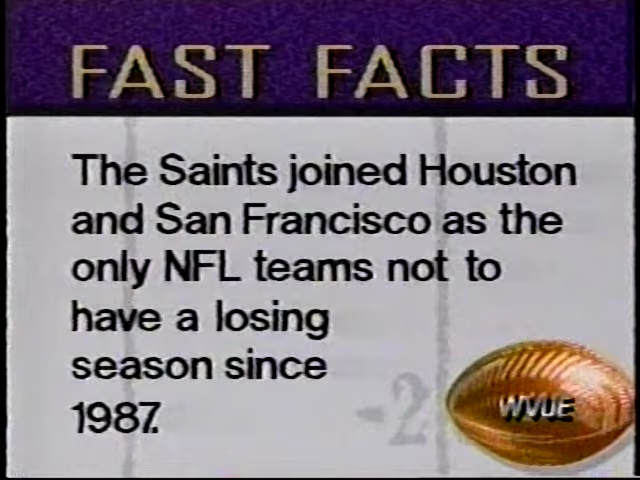 FAST FACTS
The Saints joined Houston
and San Francisco as the
only NFL teams not to
have a losing
season since
1987.
-2
WVUE